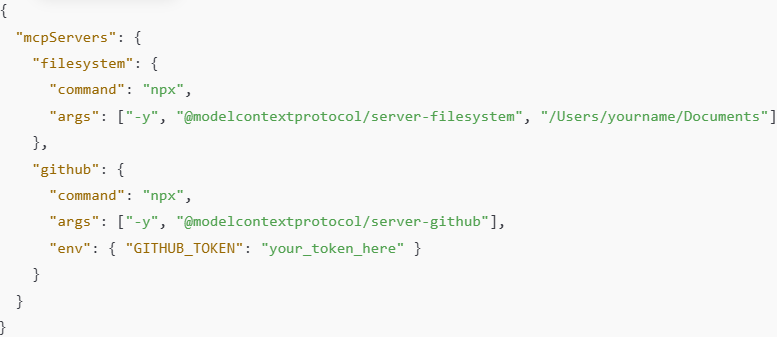 {
  "mcpServers": {
    "filesystem": {
      "command": "npx",
      "args": ["-y", "@modelcontextprotocol/server-filesystem", "/Users/yourname/Documents"]
    },
    "github": {
      "command": "npx",
      "args": ["-y", "@modelcontextprotocol/server-github"],
      "env": { "GITHUB_TOKEN": "your_token_here" }
    }
  }
}